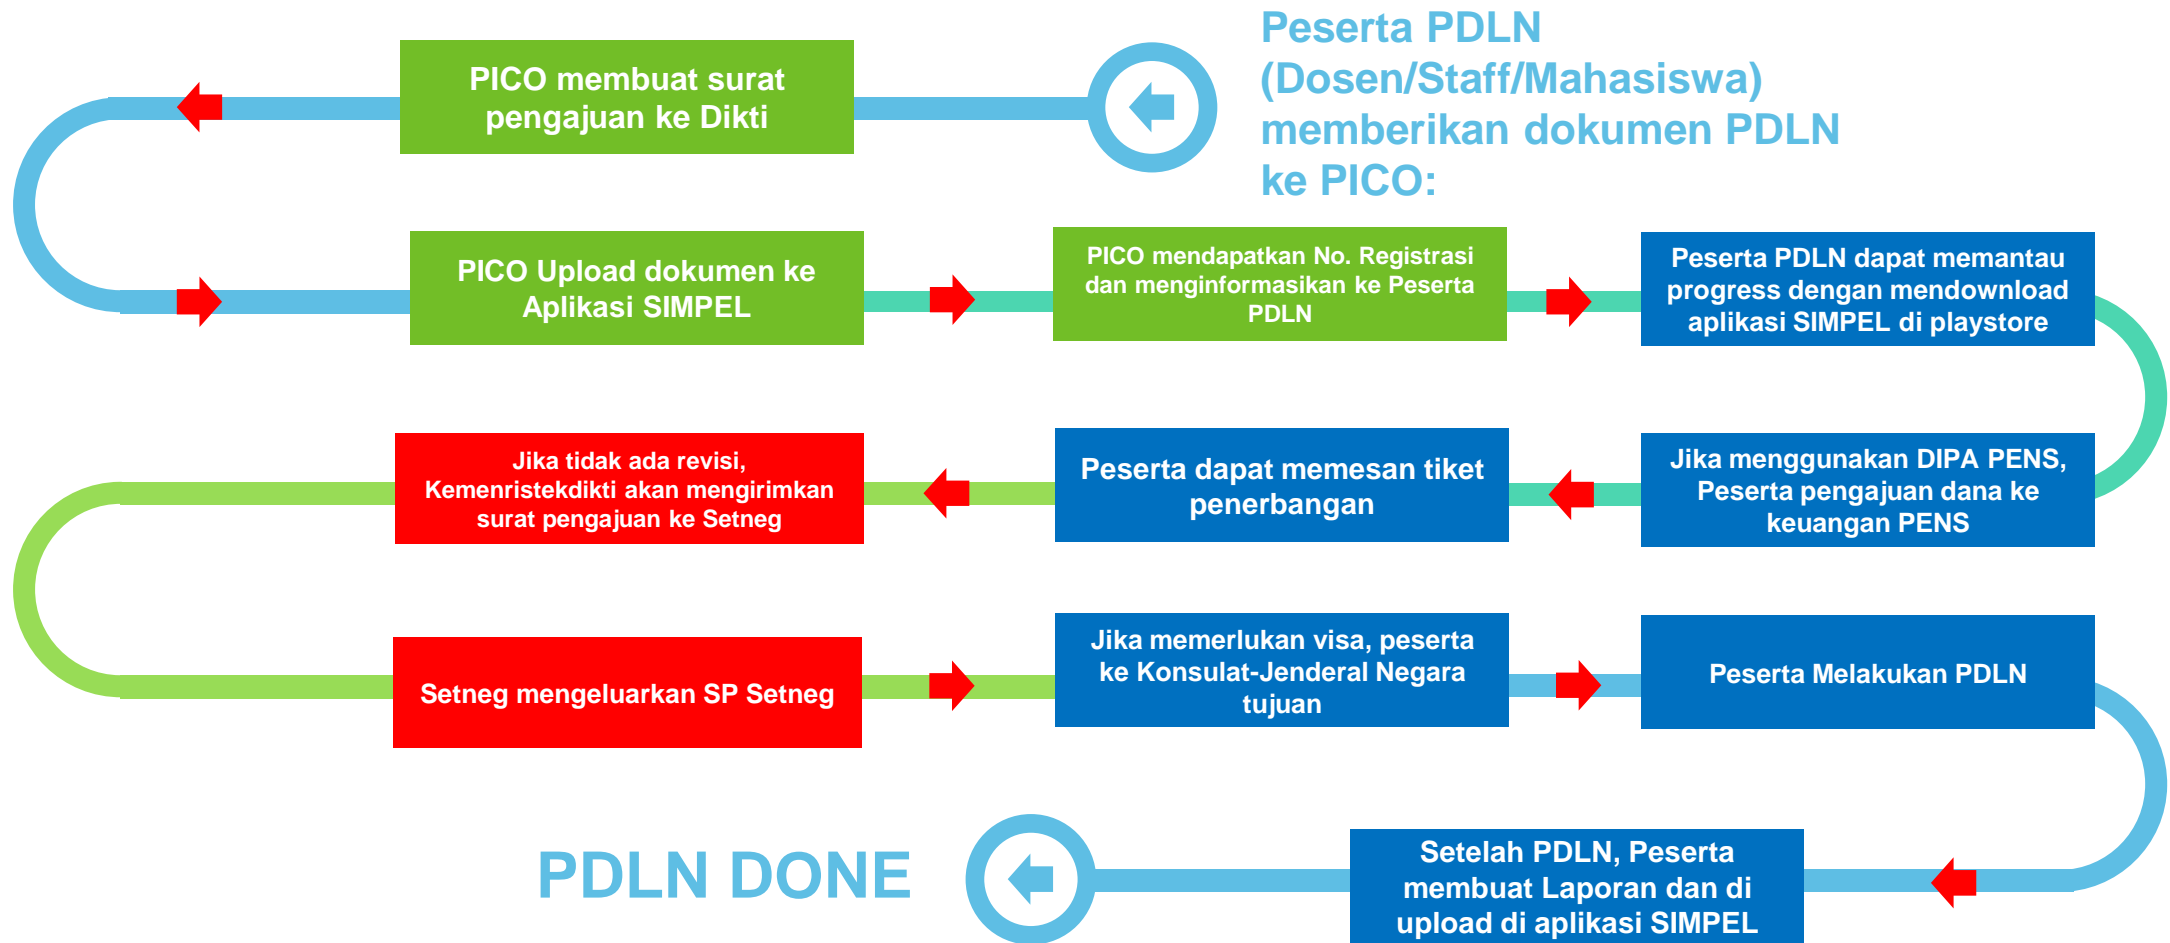 Peserta PDLN
(Dosen/Staff/Mahasiswa)
memberikan dokumen PDLN
ke PICO:
PICO membuat surat
pengajuan ke Dikti
PICO Upload dokumen ke
Aplikasi SIMPEL
PICO mendapatkan No. Registrasi
dan menginformasikan ke Peserta
PDLN
Peserta PDLN dapat memantau
progress dengan mendownload
aplikasi SIMPEL di playstore
Jika menggunakan DIPA PENS,
Peserta pengajuan dana ke
keuangan PENS
Peserta dapat memesan tiket
penerbangan
Jika tidak ada revisi,
Kemenristekdikti akan mengirimkan
surat pengajuan ke Setneg
Setneg mengeluarkan SP Setneg
Jika memerlukan visa, peserta
ke Konsulat-Jenderal Negara
tujuan
Peserta Melakukan PDLN
Setelah PDLN, Peserta
membuat Laporan dan di
upload di aplikasi SIMPEL
PDLN DONE